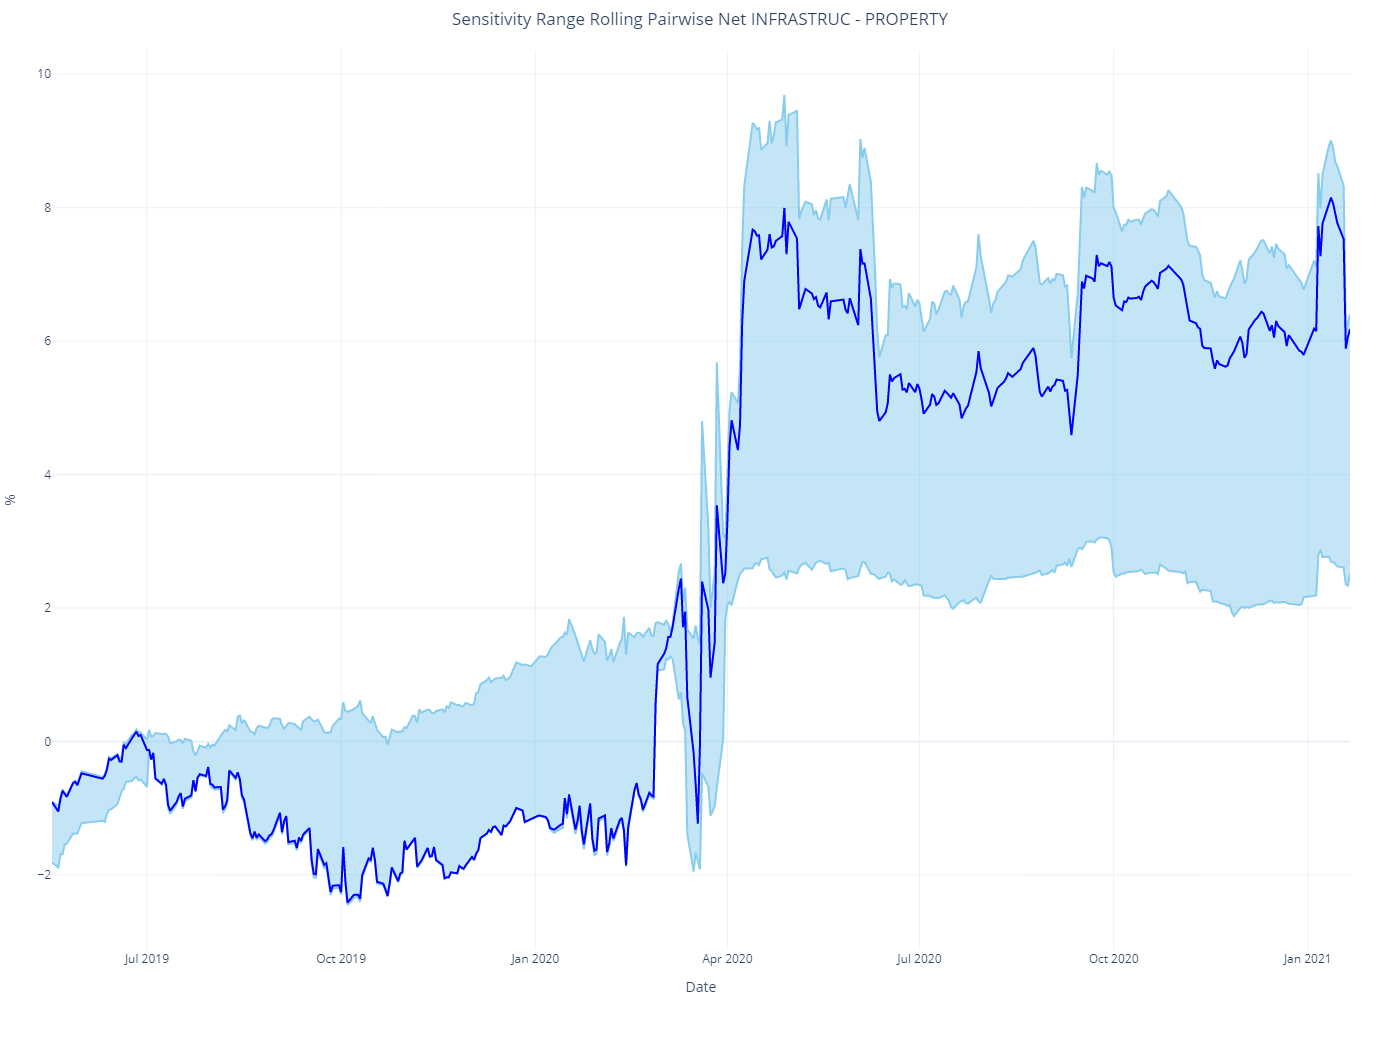 Sensitivity Range Rolling Pairwise Net INFRASTRUC - PROPERTY
10
8
6
4
2
0
−2
%
Jul 2019
Oct 2019
Jan 2020
Apr 2020
Jul 2020
Oct 2020
Jan 2021
Date